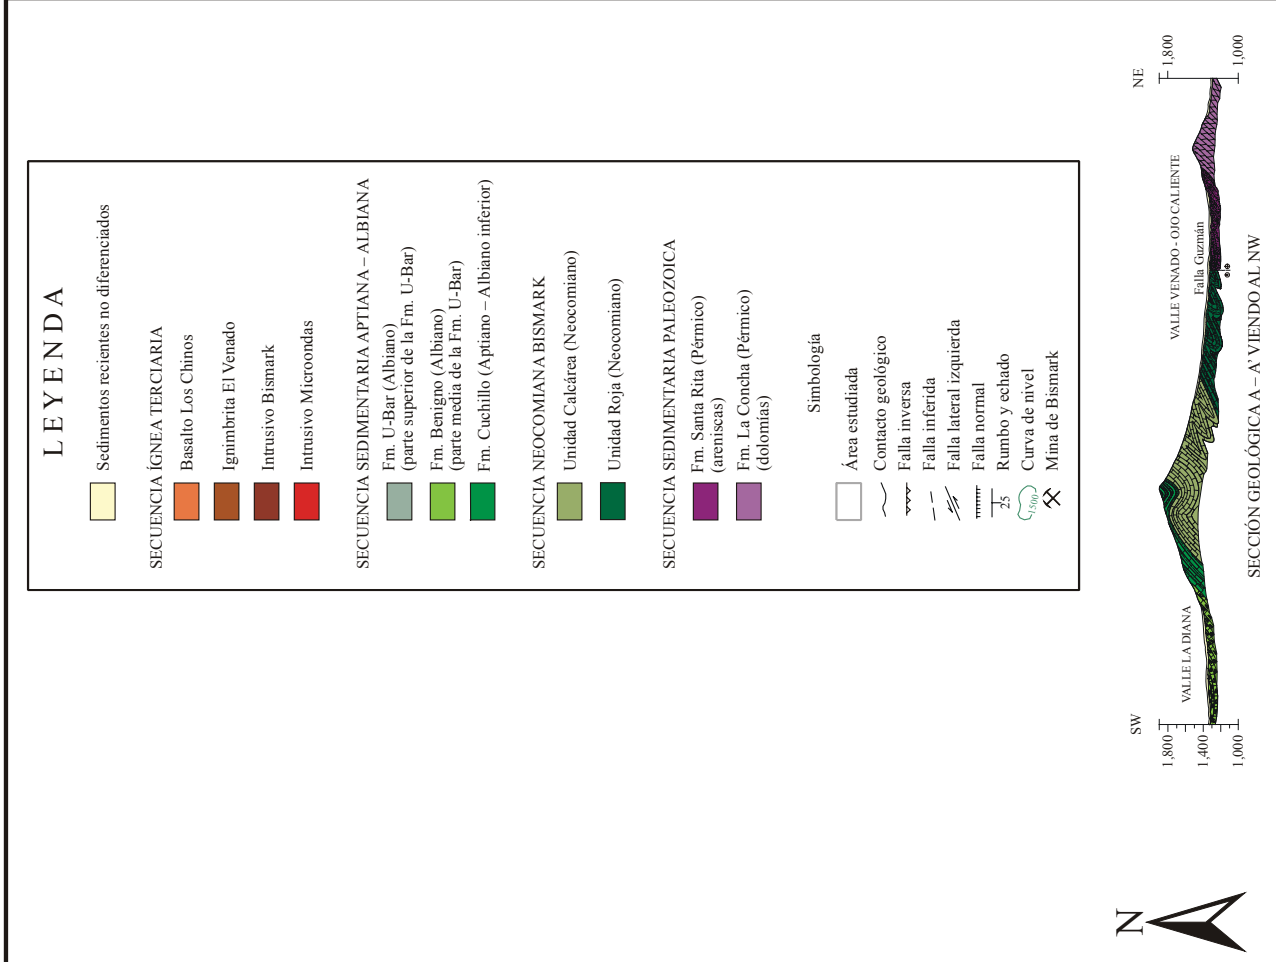 LEYENDA
Sedimentos recientes no diferenciados
SECUENCIA ÍGNEA TERCIARIA
Basalto Los Chinos
Ignimbrita El Venado
Intrusivo Bismark
Intrusivo Microondas
SECUENCIA SEDIMENTARIA APTIANA – ALBIANA
Fm. U-Bar (Albiano)
(parte superior de la Fm. U-Bar)
Fm. Benigno (Albiano)
(parte media de la Fm. U-Bar)
Fm. Cuchillo (Aptiano – Albiano inferior)
SECUENCIA NEOCOMIANA BISMARK
Unidad Calcárea (Neocomiano)
Unidad Roja (Neocomiano)
SECUENCIA SEDIMENTARIA PALEOZOICA
Fm. Santa Rita (Pérmico)
(areniscas)
Fm. La Concha (Pérmico)
(dolomías)
Simbología
Área estudiada
Contacto geológico
Falla inversa
Falla inferida
Falla lateral izquierda
Falla normal
25 Rumbo y echado
1500 Curva de nivel
Mina de Bismark
N
SW
NE
1,800
1,400
1,000
VALLE LA DIANA
VALLE VENADO - OJO CALIENTE
Falla Guzmán
1,800
1,000
SECCIÓN GEOLÓGICA A – A' VIENDO AL NW